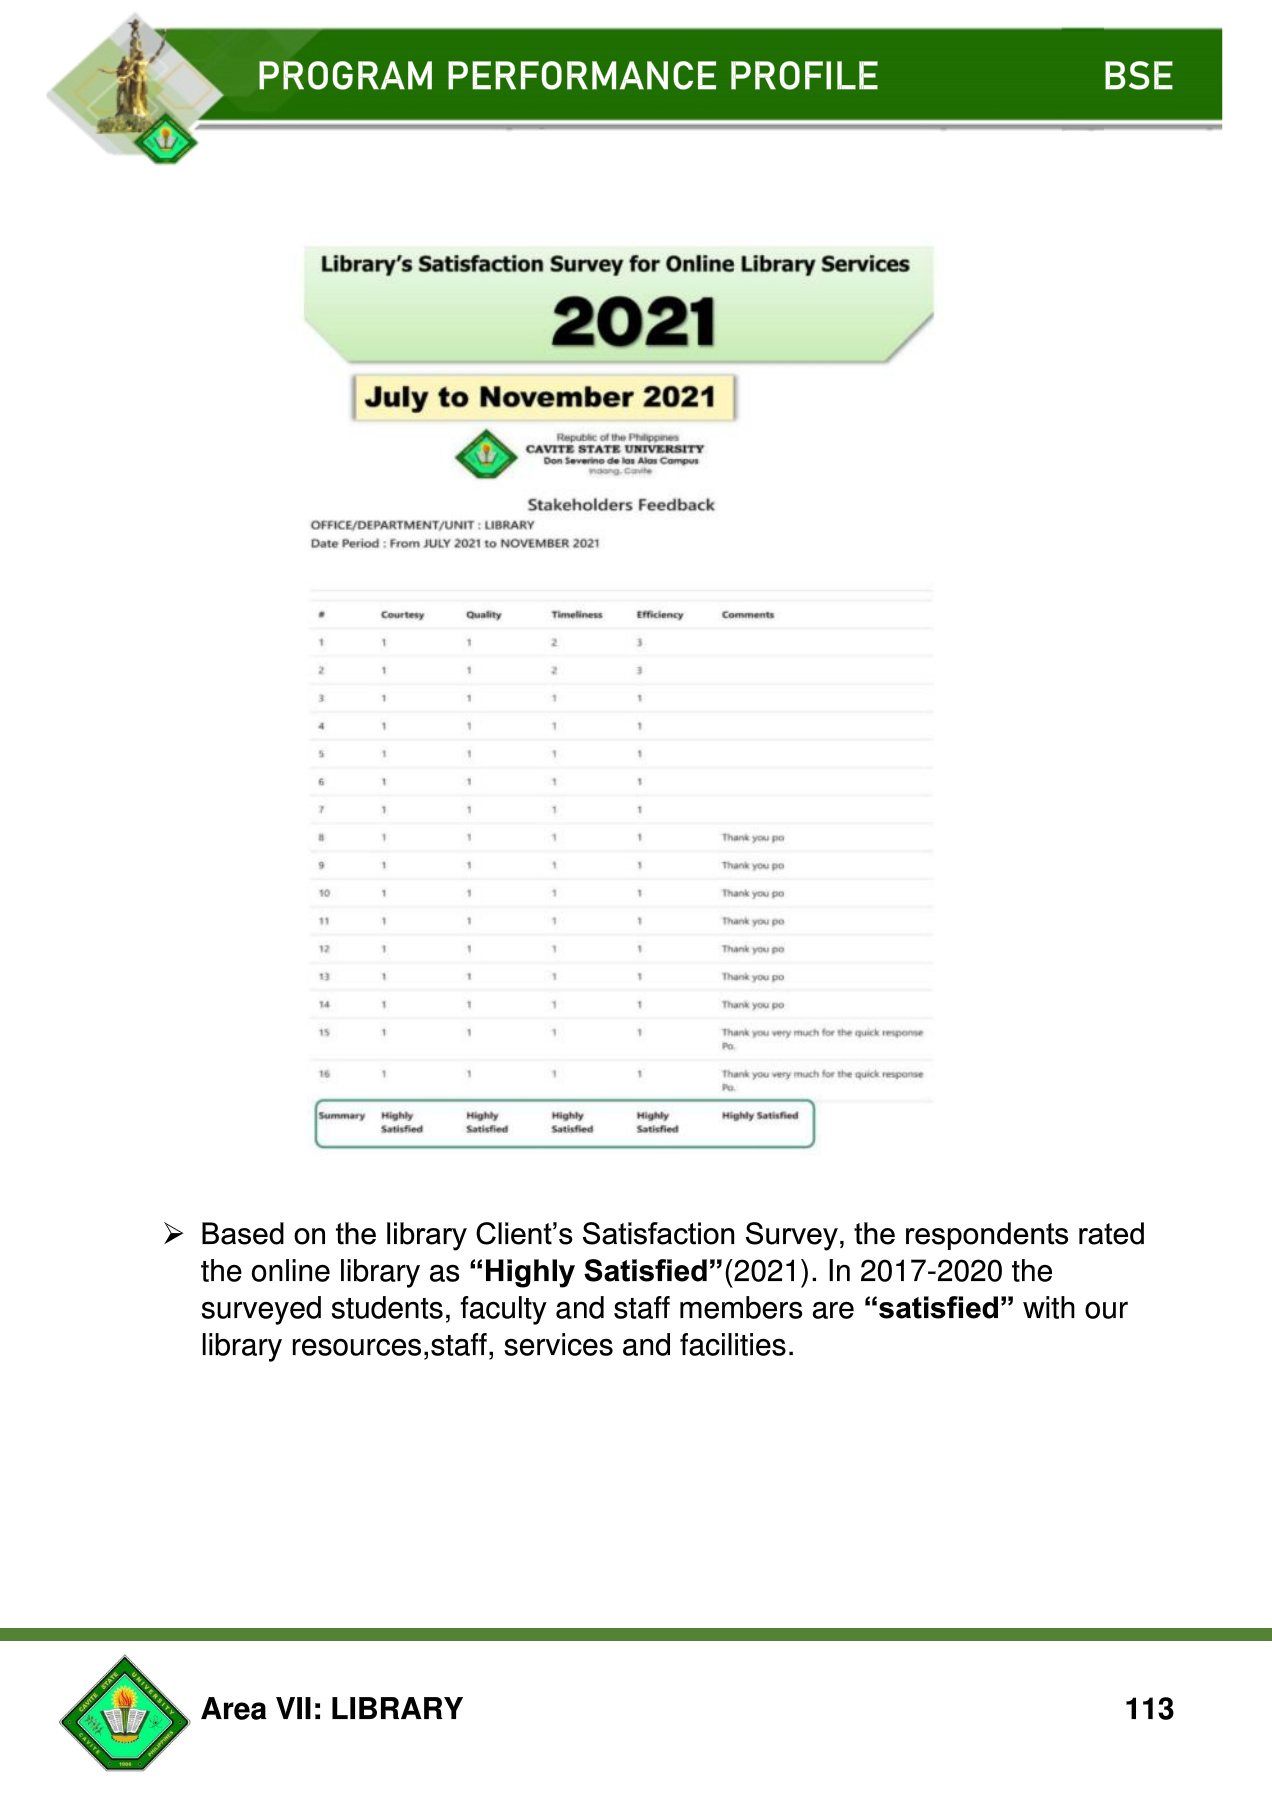 PROGRAM PERFORMANCE PROFILE BSE
Library's Satisfaction Survey for Online Library Services
2021
July to November 2021
Republic of the Philippines
CAVITE STATE UNIVERSITY
Don Severino de las Alas Campus
Indang, Cavite
Stakeholders Feedback
OFFICE/DEPARTMENT/UNIT : LIBRARY
Date Period : From JULY 2021 to NOVEMBER 2021
# Courtesy Quality Timeliness Efficiency Comments
1 1 1 2 3
2 1 1 2 3
3 1 1 1 1
4 1 1 1 1
5 1 1 1 1
6 1 1 1 1
7 1 1 1 1
8 1 1 1 1 Thank you po
9 1 1 1 1 Thank you po
10 1 1 1 1 Thank you po
11 1 1 1 1 Thank you po
12 1 1 1 1 Thank you po
13 1 1 1 1 Thank you po
14 1 1 1 1 Thank you po
15 1 1 1 1 Thank you very much for the quick response
Po.
16 1 1 1 1 Thank you very much for the quick response
Po.
Summary Highly Highly Highly Highly Highly Satisfied
Satisfied Satisfied Satisfied Satisfied
➢ Based on the library Client's Satisfaction Survey, the respondents rated
the online library as “Highly Satisfied”(2021). In 2017-2020 the
surveyed students, faculty and staff members are “satisfied” with our
library resources,staff, services and facilities.
CAVITE STATE UNIVERSITY
CAVITE PHILIPPINES
1906
Area VII: LIBRARY 113